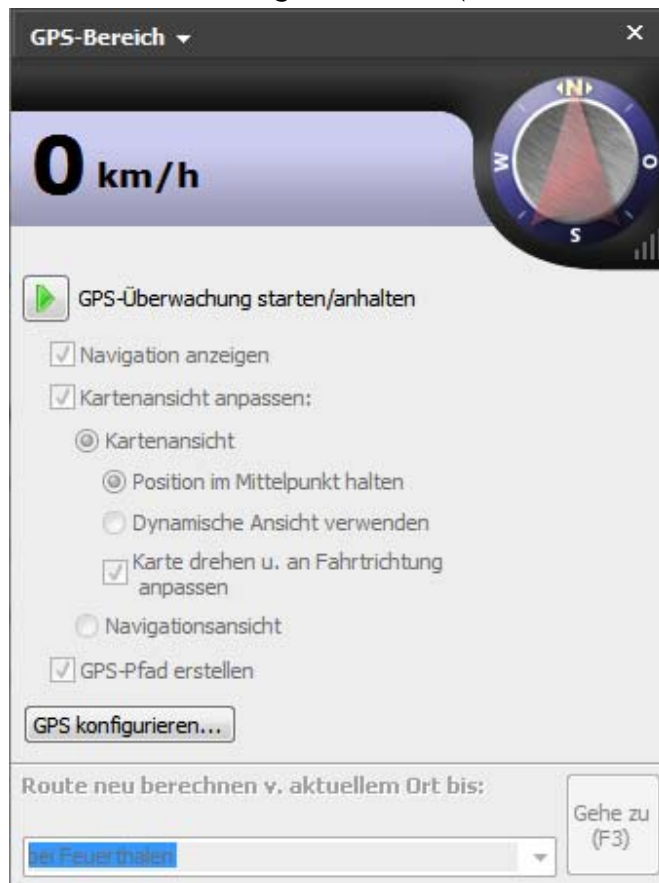 GPS-Bereich
0 km/h
N
W
O
S
GPS-Überwachung starten/anhalten
Navigation anzeigen
Kartenansicht anpassen:
Kartenansicht
Position im Mittelpunkt halten
Dynamische Ansicht verwenden
Karte drehen u. an Fahrtrichtung
anpassen
Navigationsansicht
GPS-Pfad erstellen
GPS konfigurieren...
Route neu berechnen v. aktuellem Ort bis:
Gehe zu
(F3)
bei Feuerthalen